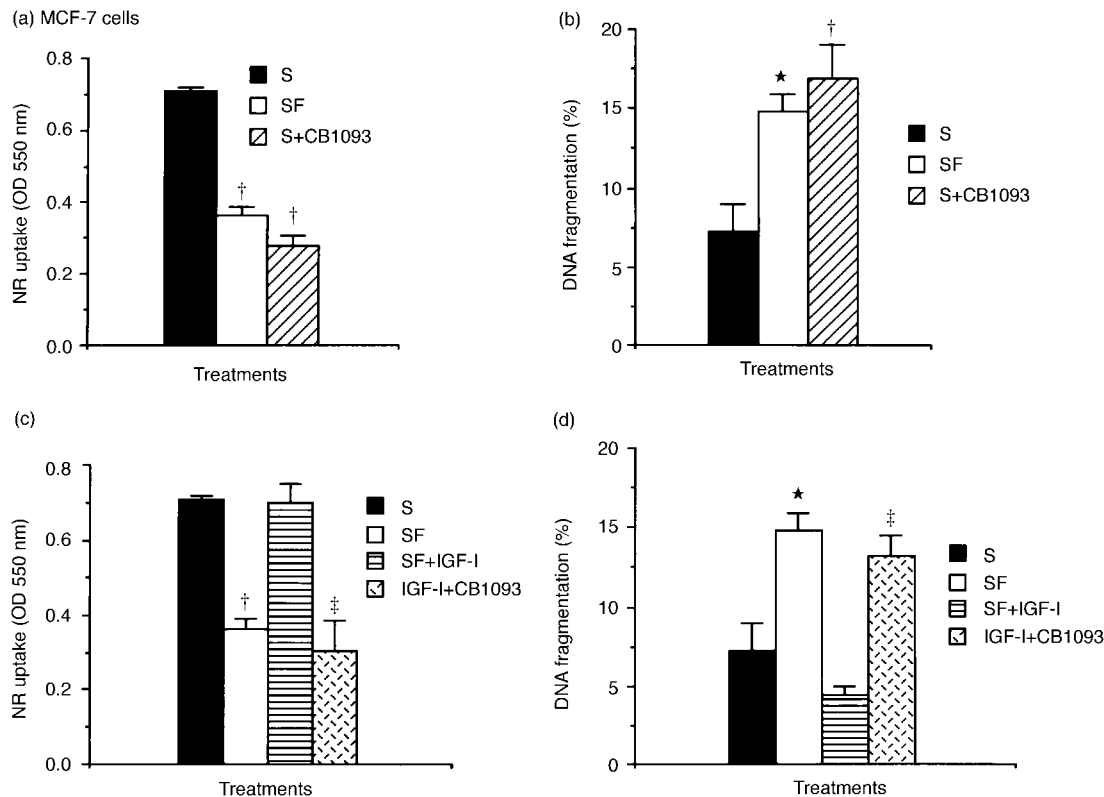 (a) MCF-7 cells
0.8
0.6
0.4
0.2
0.0
NR uptake (OD 550 nm)
S
SF
S+CB1093
†
†
Treatments
(b)
20
15
10
5
0
DNA fragmentation (%)
★
†
S
SF
S+CB1093
Treatments
(c)
0.8
0.6
0.4
0.2
0.0
NR uptake (OD 550 nm)
†
‡
S
SF
SF+IGF-I
IGF-I+CB1093
Treatments
(d)
20
15
10
5
0
DNA fragmentation (%)
★
‡
S
SF
SF+IGF-I
IGF-I+CB1093
Treatments